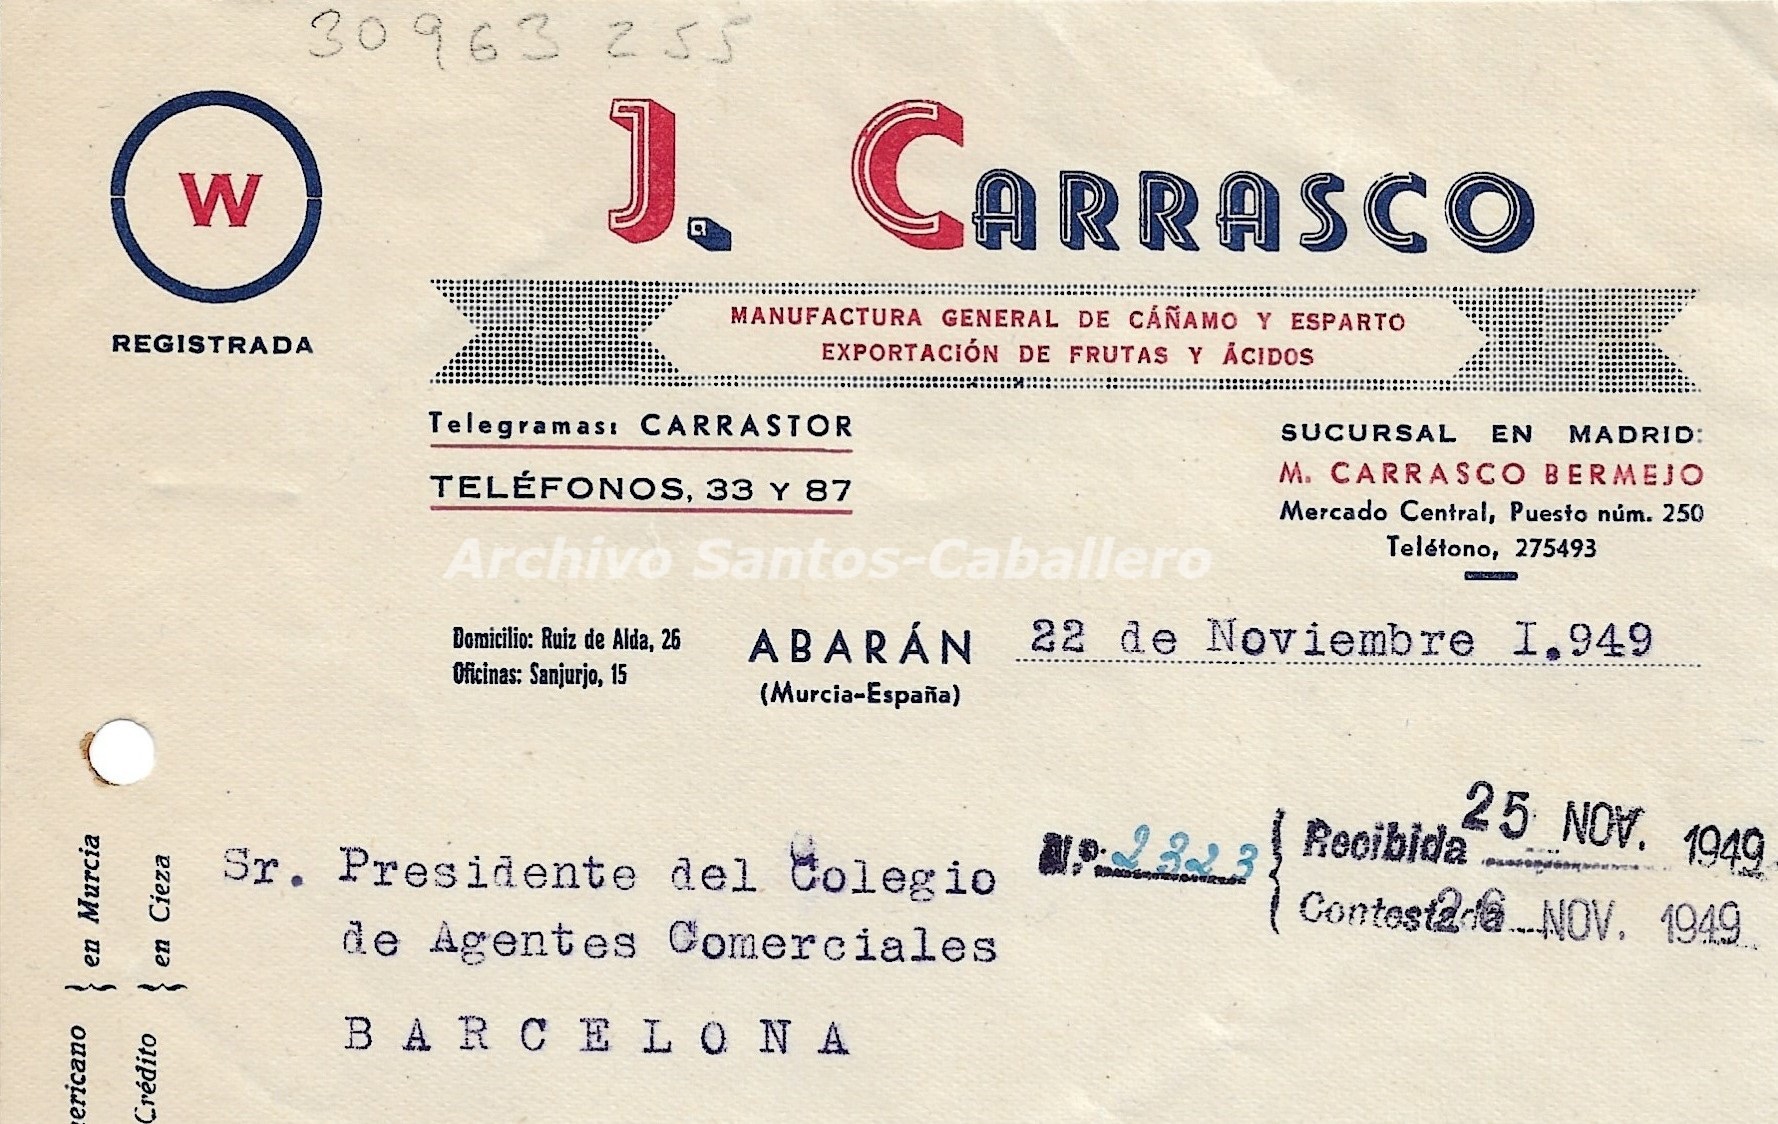 30963255
W
REGISTRADA
J. CARRASCO
MANUFACTURA GENERAL DE CÁÑAMO Y ESPARTO
EXPORTACIÓN DE FRUTAS Y ÁCIDOS
Telegramas: CARRASTOR
TELÉFONOS, 33 Y 87
SUCURSAL EN MADRID:
M. CARRASCO BERMEJO
Mercado Central, Puesto núm. 250
Teléfono, 275493
Archivo Santos-Caballero
Domicilio: Ruiz de Alda, 26
Oficinas: Sanjurjo, 15
ABARÁN
(Murcia-España)
22 de Noviembre I.949
Sr. Presidente del Colegio
de Agentes Comerciales
BARCELONA
N.º 2323
Recibida 25 NOV. 1949
Contestada 26 NOV. 1949
en Murcia
en Cieza
ericano
Crédito